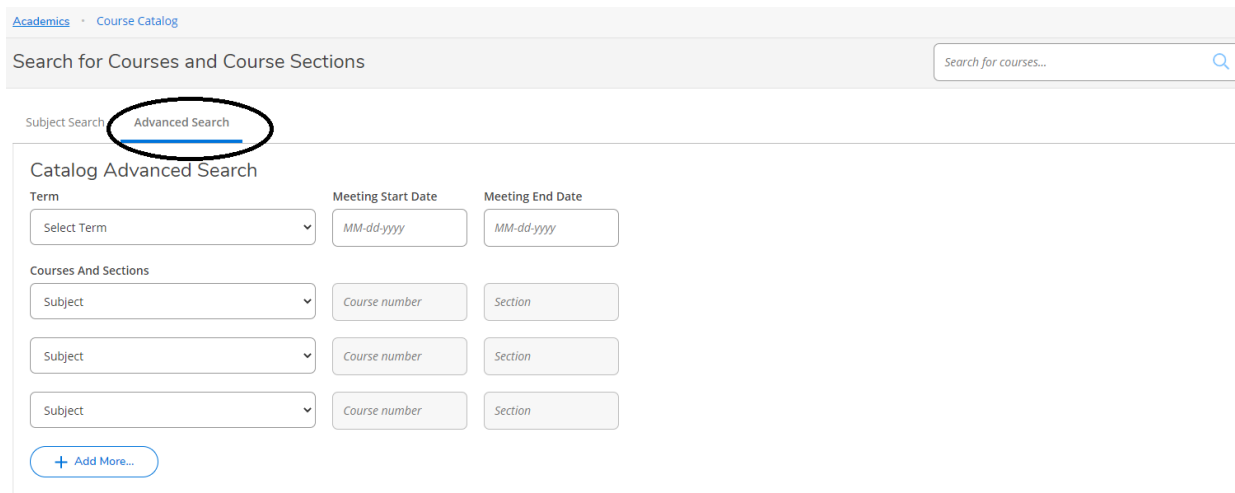 Academics · Course Catalog
Search for Courses and Course Sections
Search for courses...
Subject Search Advanced Search
Catalog Advanced Search
Term Meeting Start Date Meeting End Date
Select Term MM-dd-yyyy MM-dd-yyyy
Courses And Sections
Subject Course number Section
Subject Course number Section
Subject Course number Section
+ Add More...